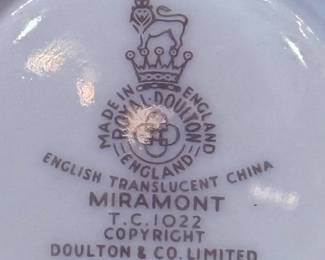 MADE IN ENGLAND
ROYAL·DOULTON
ENGLAND
ENGLISH TRANSLUCENT CHINA
MIRAMONT
T.C.1022
COPYRIGHT
DOULTON & CO. LIMITED